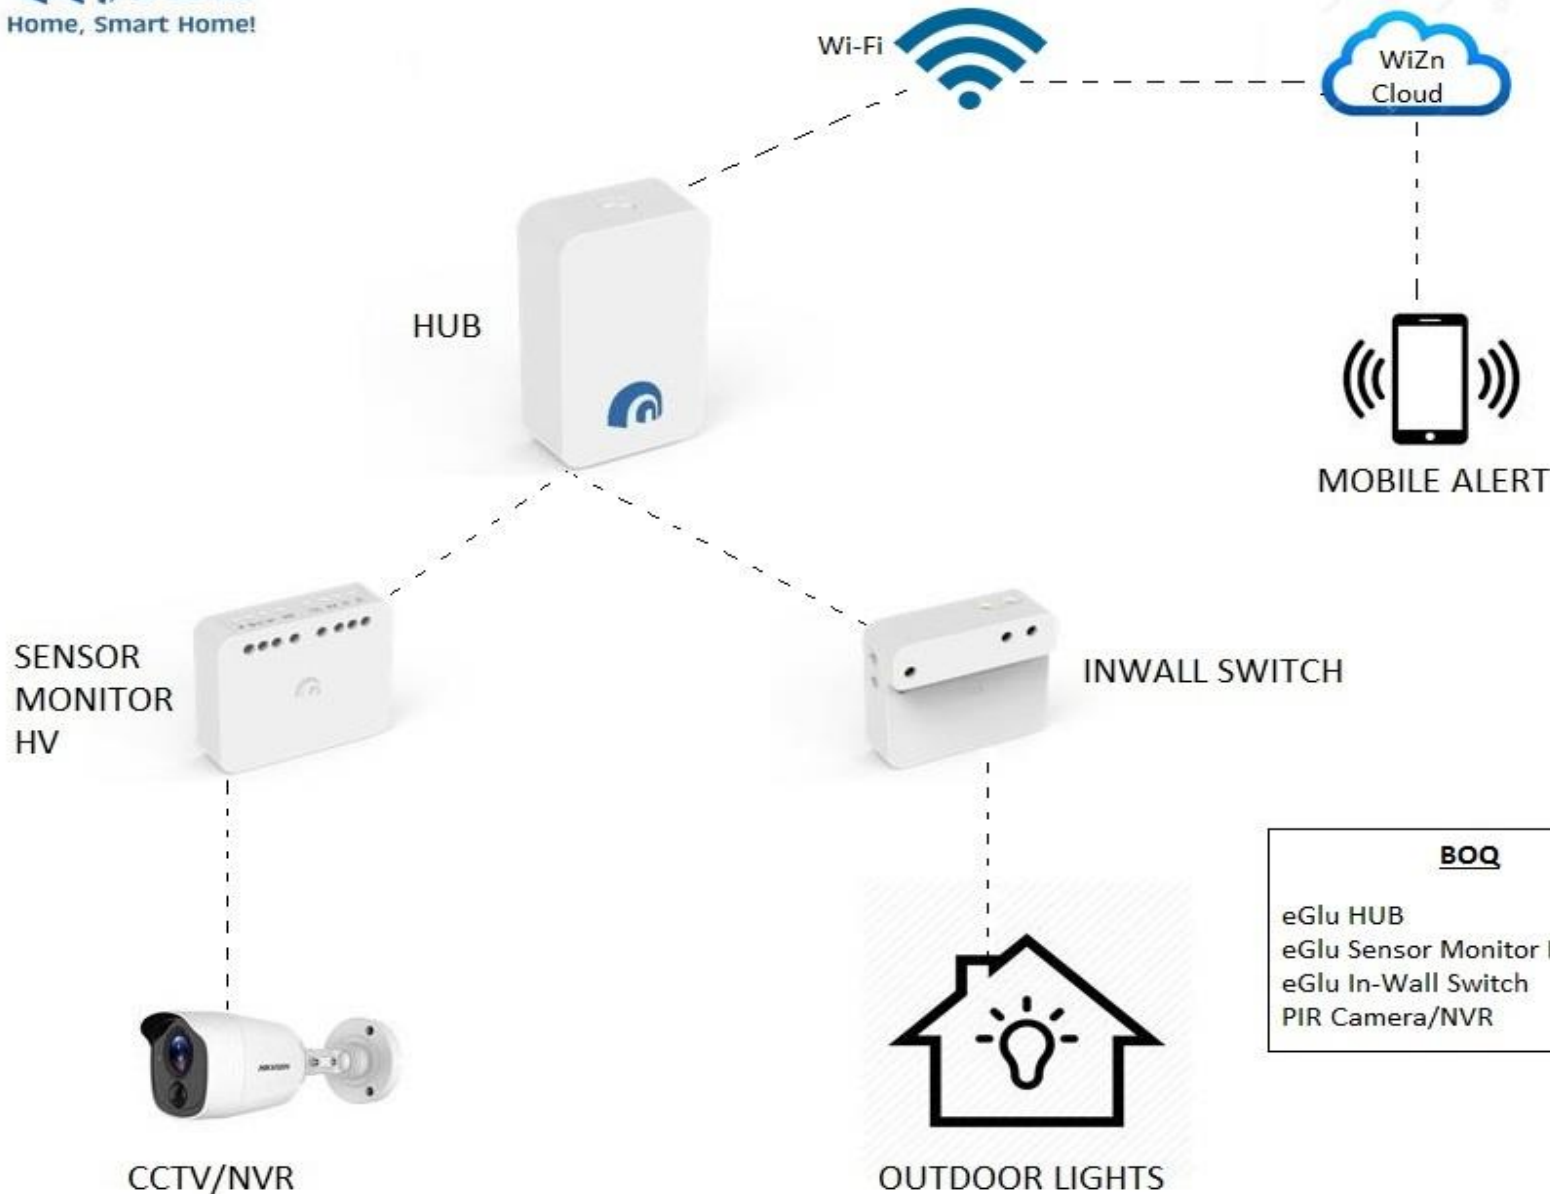 Home, Smart Home!
Wi-Fi
WiZn
Cloud
HUB
MOBILE ALERT
SENSOR
MONITOR
HV
INWALL SWITCH
BOQ
eGlu HUB
eGlu Sensor Monitor
eGlu In-Wall Switch
PIR Camera/NVR
HIKVISION
CCTV/NVR
OUTDOOR LIGHTS